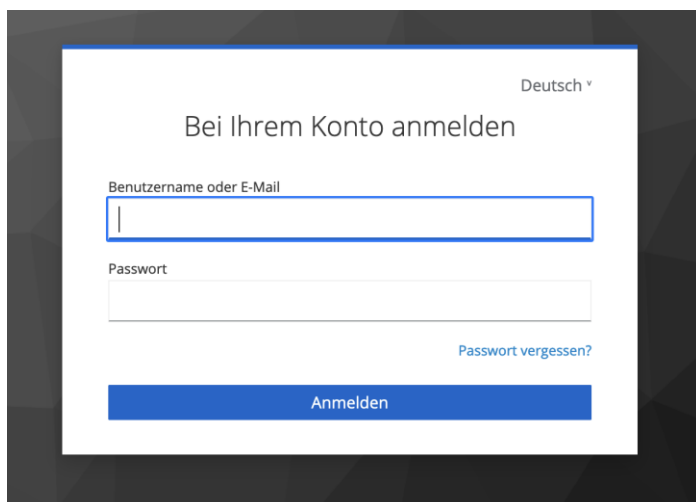 Deutsch
Bei Ihrem Konto anmelden
Benutzername oder E-Mail
Passwort
Passwort vergessen?
Anmelden